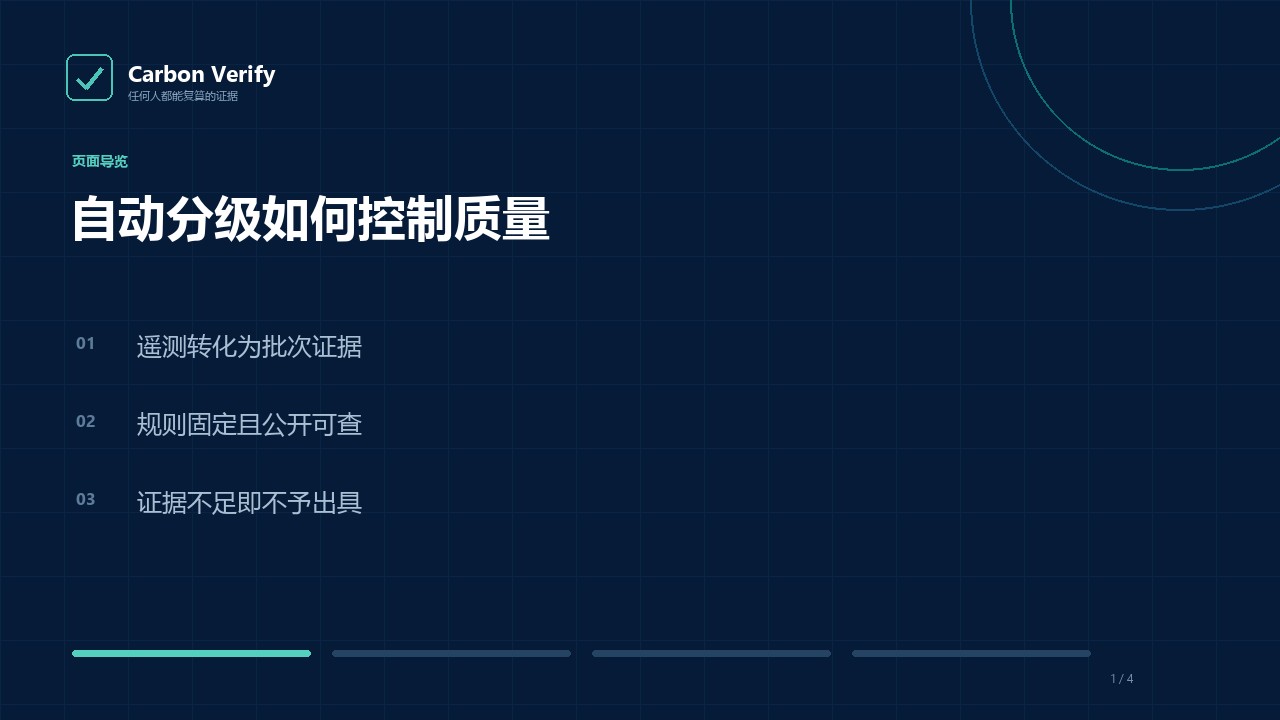 Carbon Verify
任何人都能复算的证据
页面导览
自动分级如何控制质量
01 遥测转化为批次证据
02 规则固定且公开可查
03 证据不足即不予出具
1 / 4